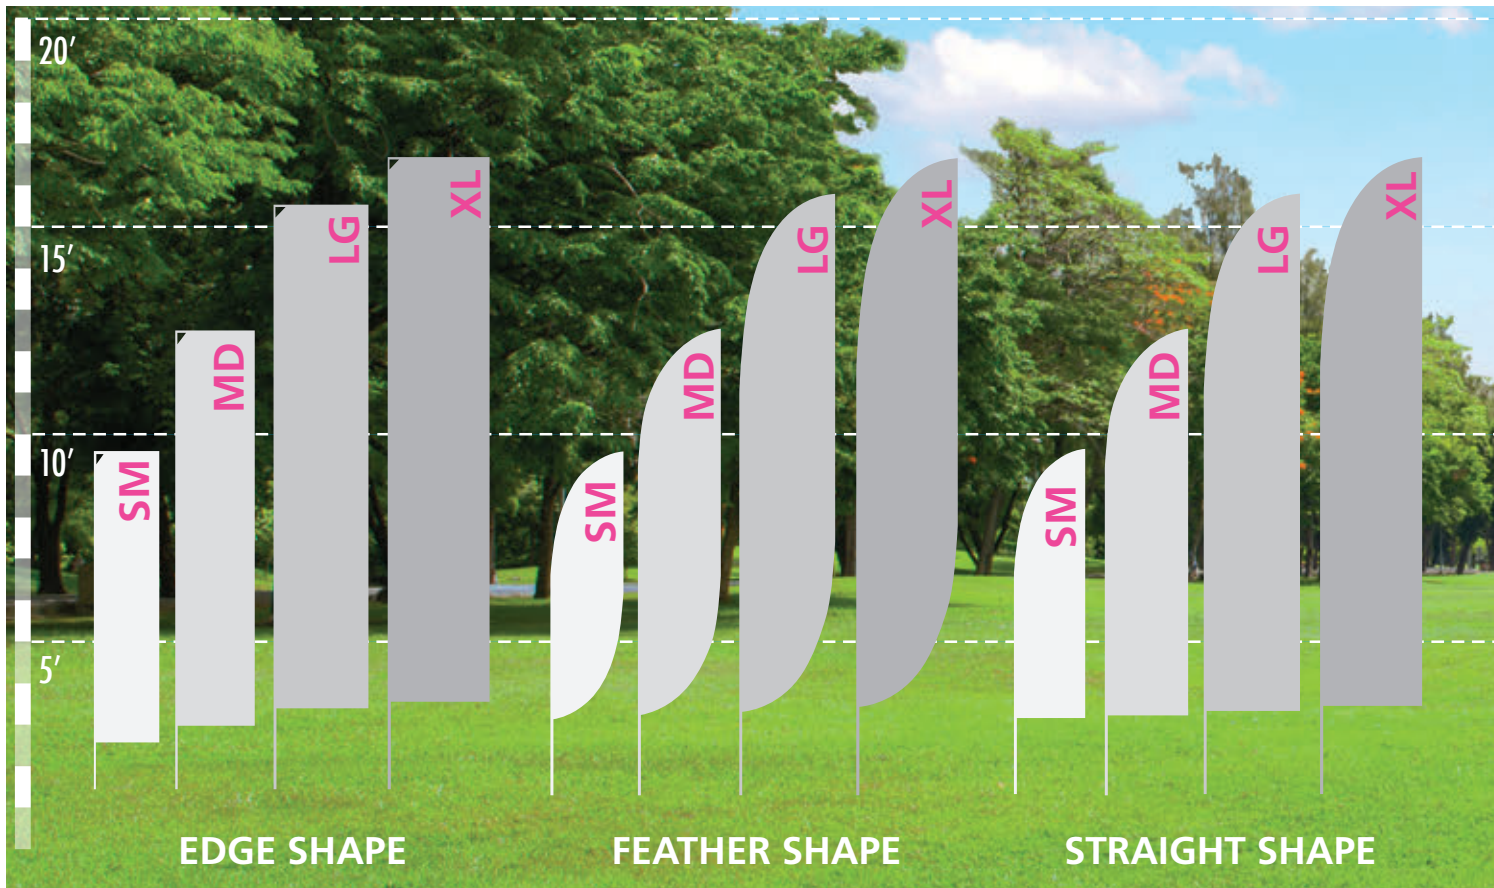 20′
15′
10′
5′
SM
MD
LG
XL
SM
MD
LG
XL
SM
MD
LG
XL
EDGE SHAPE
FEATHER SHAPE
STRAIGHT SHAPE